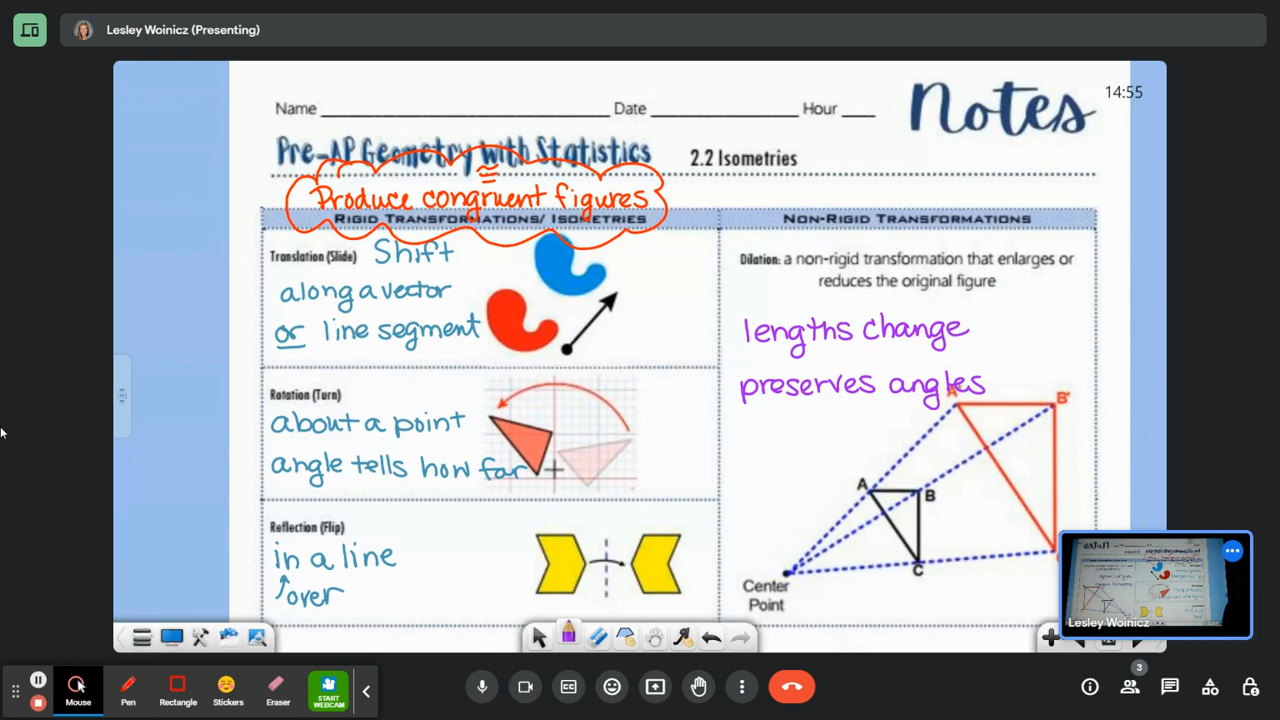 Lesley Woinicz (Presenting)
14:55
Name ____ Date ____ Hour ____
Notes
Pre-AP Geometry with Statistics
2.2 Isometries
≅
Produce congruent figures
RIGID TRANSFORMATIONS/ ISOMETRIES
NON-RIGID TRANSFORMATIONS
Translation (Slide) Shift
along a vector
or line segment
Rotation (Turn)
about a point
angle tells how far
Reflection (Flip)
in a line
over
Dilation: a non-rigid transformation that enlarges or
reduces the original figure
lengths change
preserves angles
A'
B'
A
B
C
Center
Point
Lesley Woinicz
Mouse
Pen
Rectangle
Stickers
Eraser
START
WEBCAM
3